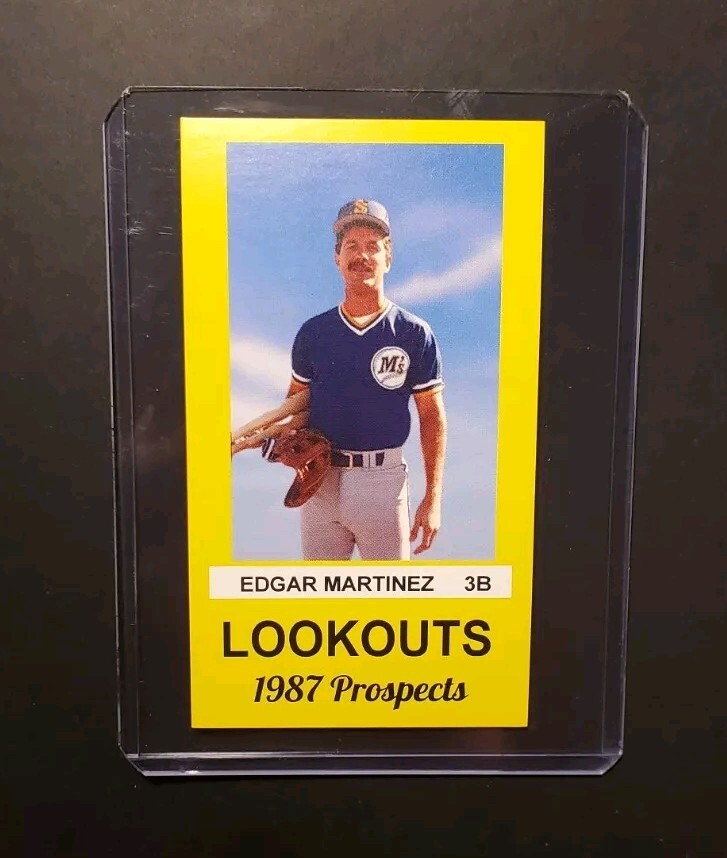 S
M's
EDGAR MARTINEZ 3B
LOOKOUTS
1987 Prospects